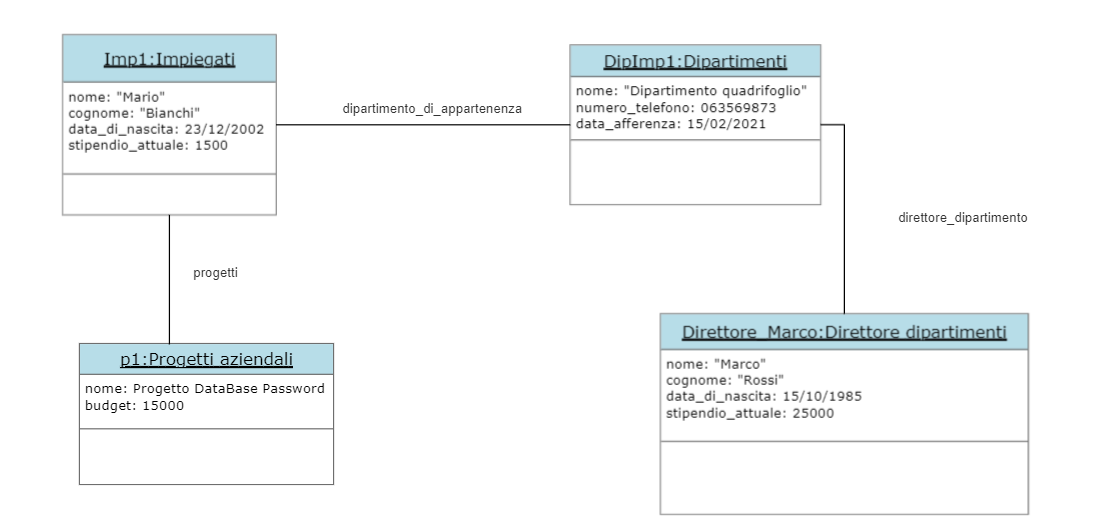 Imp1:Impiegati
nome: "Mario"
cognome: "Bianchi"
data_di_nascita: 23/12/2002
stipendio_attuale: 1500
dipartimento_di_appartenenza
DipImp1:Dipartimenti
nome: "Dipartimento quadrifoglio"
numero_telefono: 063569873
data_afferenza: 15/02/2021
direttore_dipartimento
progetti
p1:Progetti aziendali
nome: Progetto DataBase Password
budget: 15000
Direttore_Marco:Direttore dipartimenti
nome: "Marco"
cognome: "Rossi"
data_di_nascita: 15/10/1985
stipendio_attuale: 25000